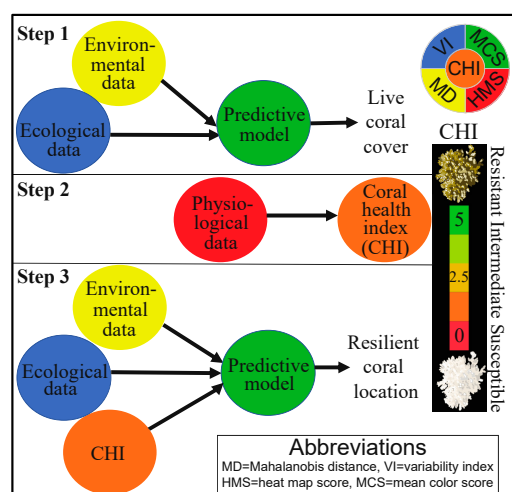 Step 1
Environ-
mental
data
Ecological
data
Predictive
model
Live
coral
cover
VI
MCS
CHI
MD
HMS
CHI
Step 2
Physio-
logical
data
Coral
health
index
(CHI)
Step 3
Environ-
mental
data
Ecological
data
CHI
Predictive
model
Resilient
coral
location
5
2.5
0
Resistant Intermediate Susceptible
Abbreviations
MD=Mahalanobis distance, VI=variability index
HMS=heat map score, MCS=mean color score